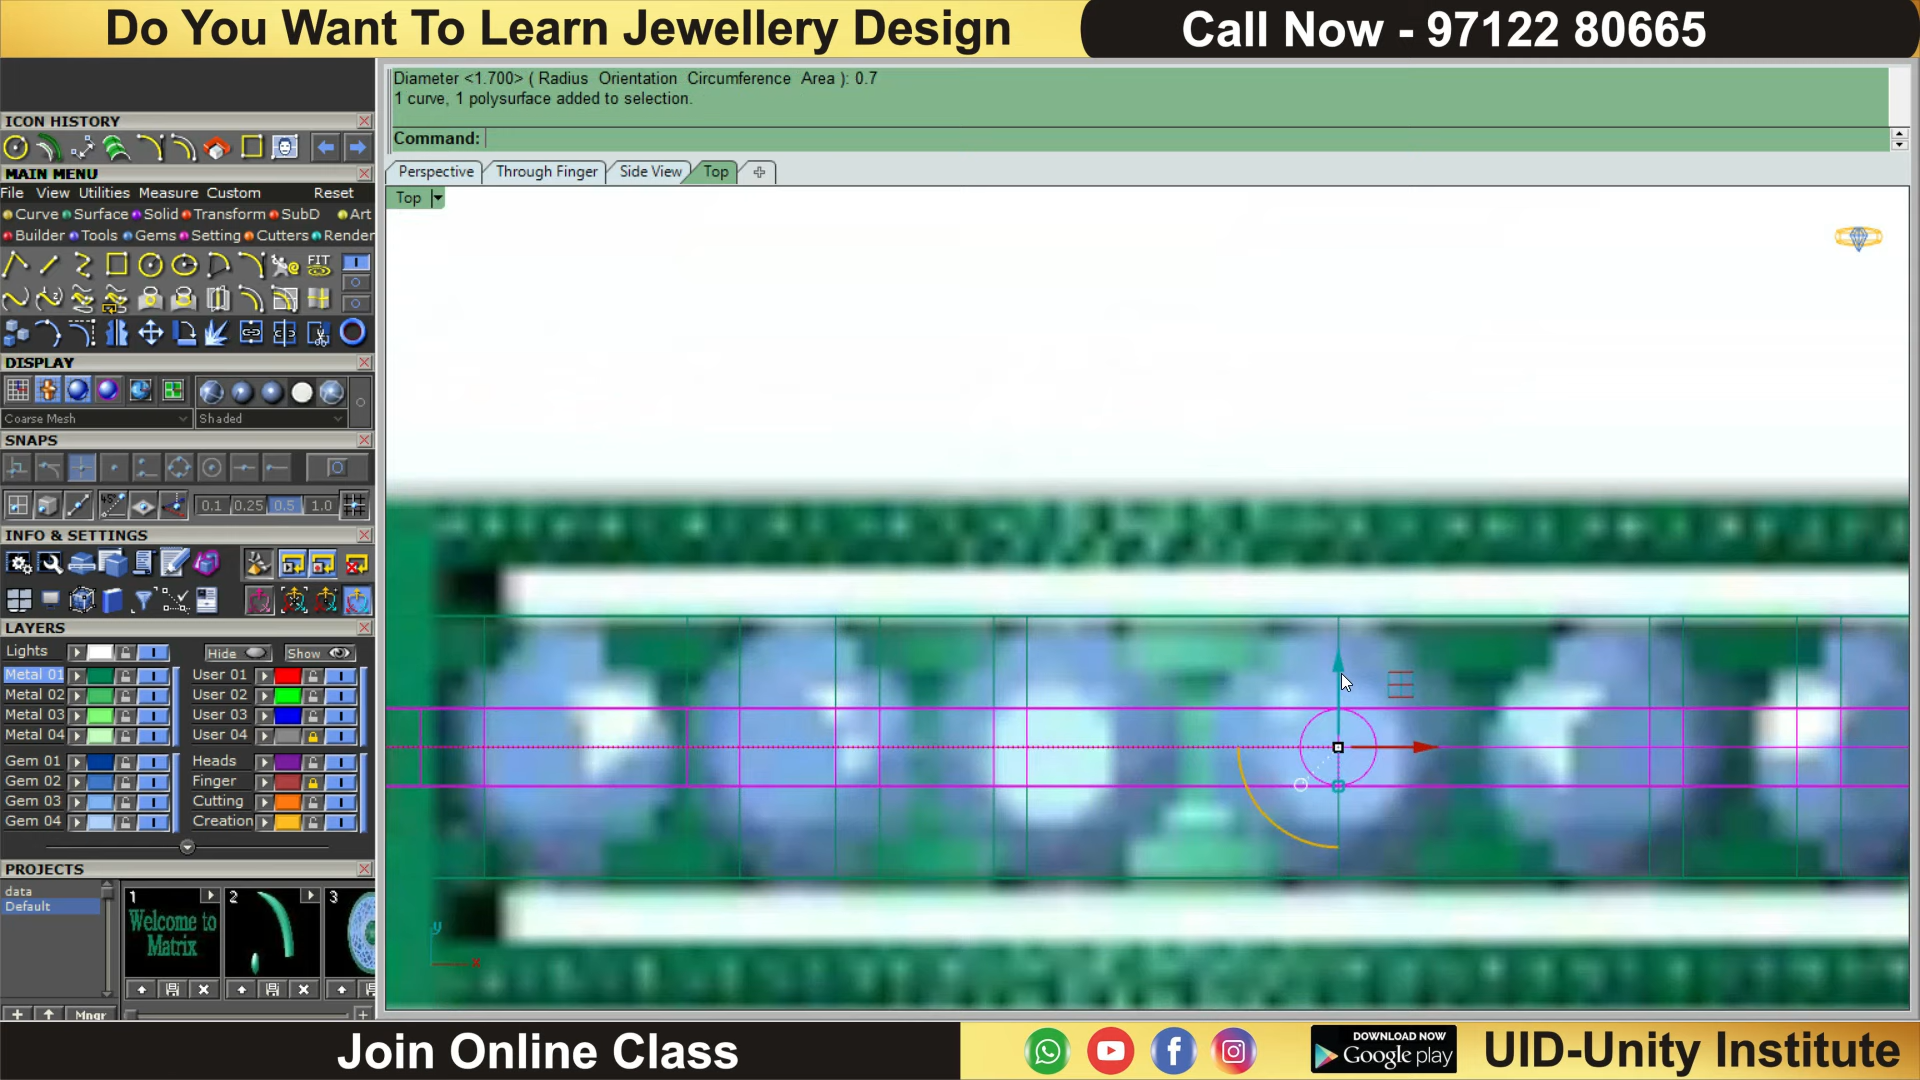 Do You Want To Learn Jewellery Design
Call Now - 97122 80665
Diameter <1.700> ( Radius Orientation Circumference Area ): 0.7
1 curve, 1 polysurface added to selection.
Command:
Perspective
Through Finger
Side View
Top
Top
ICON HISTORY
MAIN MENU
File View Utilities Measure Custom Reset
Curve Surface Solid Transform SubD Art
Builder Tools Gems Setting Cutters Render
FIT
DISPLAY
Coarse Mesh
Shaded
SNAPS
45°
0.1 0.25 0.5 1.0
INFO & SETTINGS
LAYERS
Lights
Hide
Show
Metal 01
User 01
Metal 02
User 02
Metal 03
User 03
Metal 04
User 04
Gem 01
Heads
Gem 02
Finger
Gem 03
Cutting
Gem 04
Creation
PROJECTS
data
Default
1
Welcome to
Matrix
2
3
Mngr
y
x
Join Online Class
DOWNLOAD NOW
Google play
UID-Unity Institute